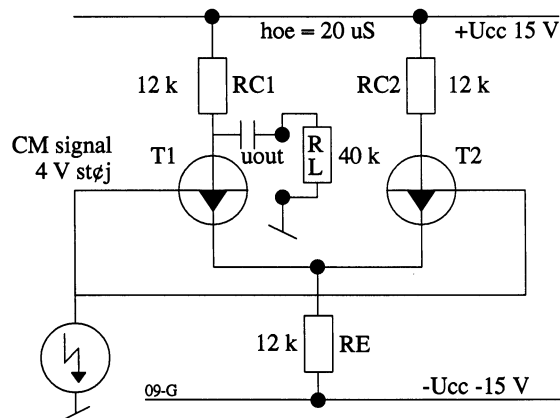 hoe = 20 uS
+Ucc 15 V
12 k
RC1
RC2
12 k
CM signal
4 V støj
T1
uout
RL
40 k
T2
12 k
RE
09-G
-Ucc -15 V